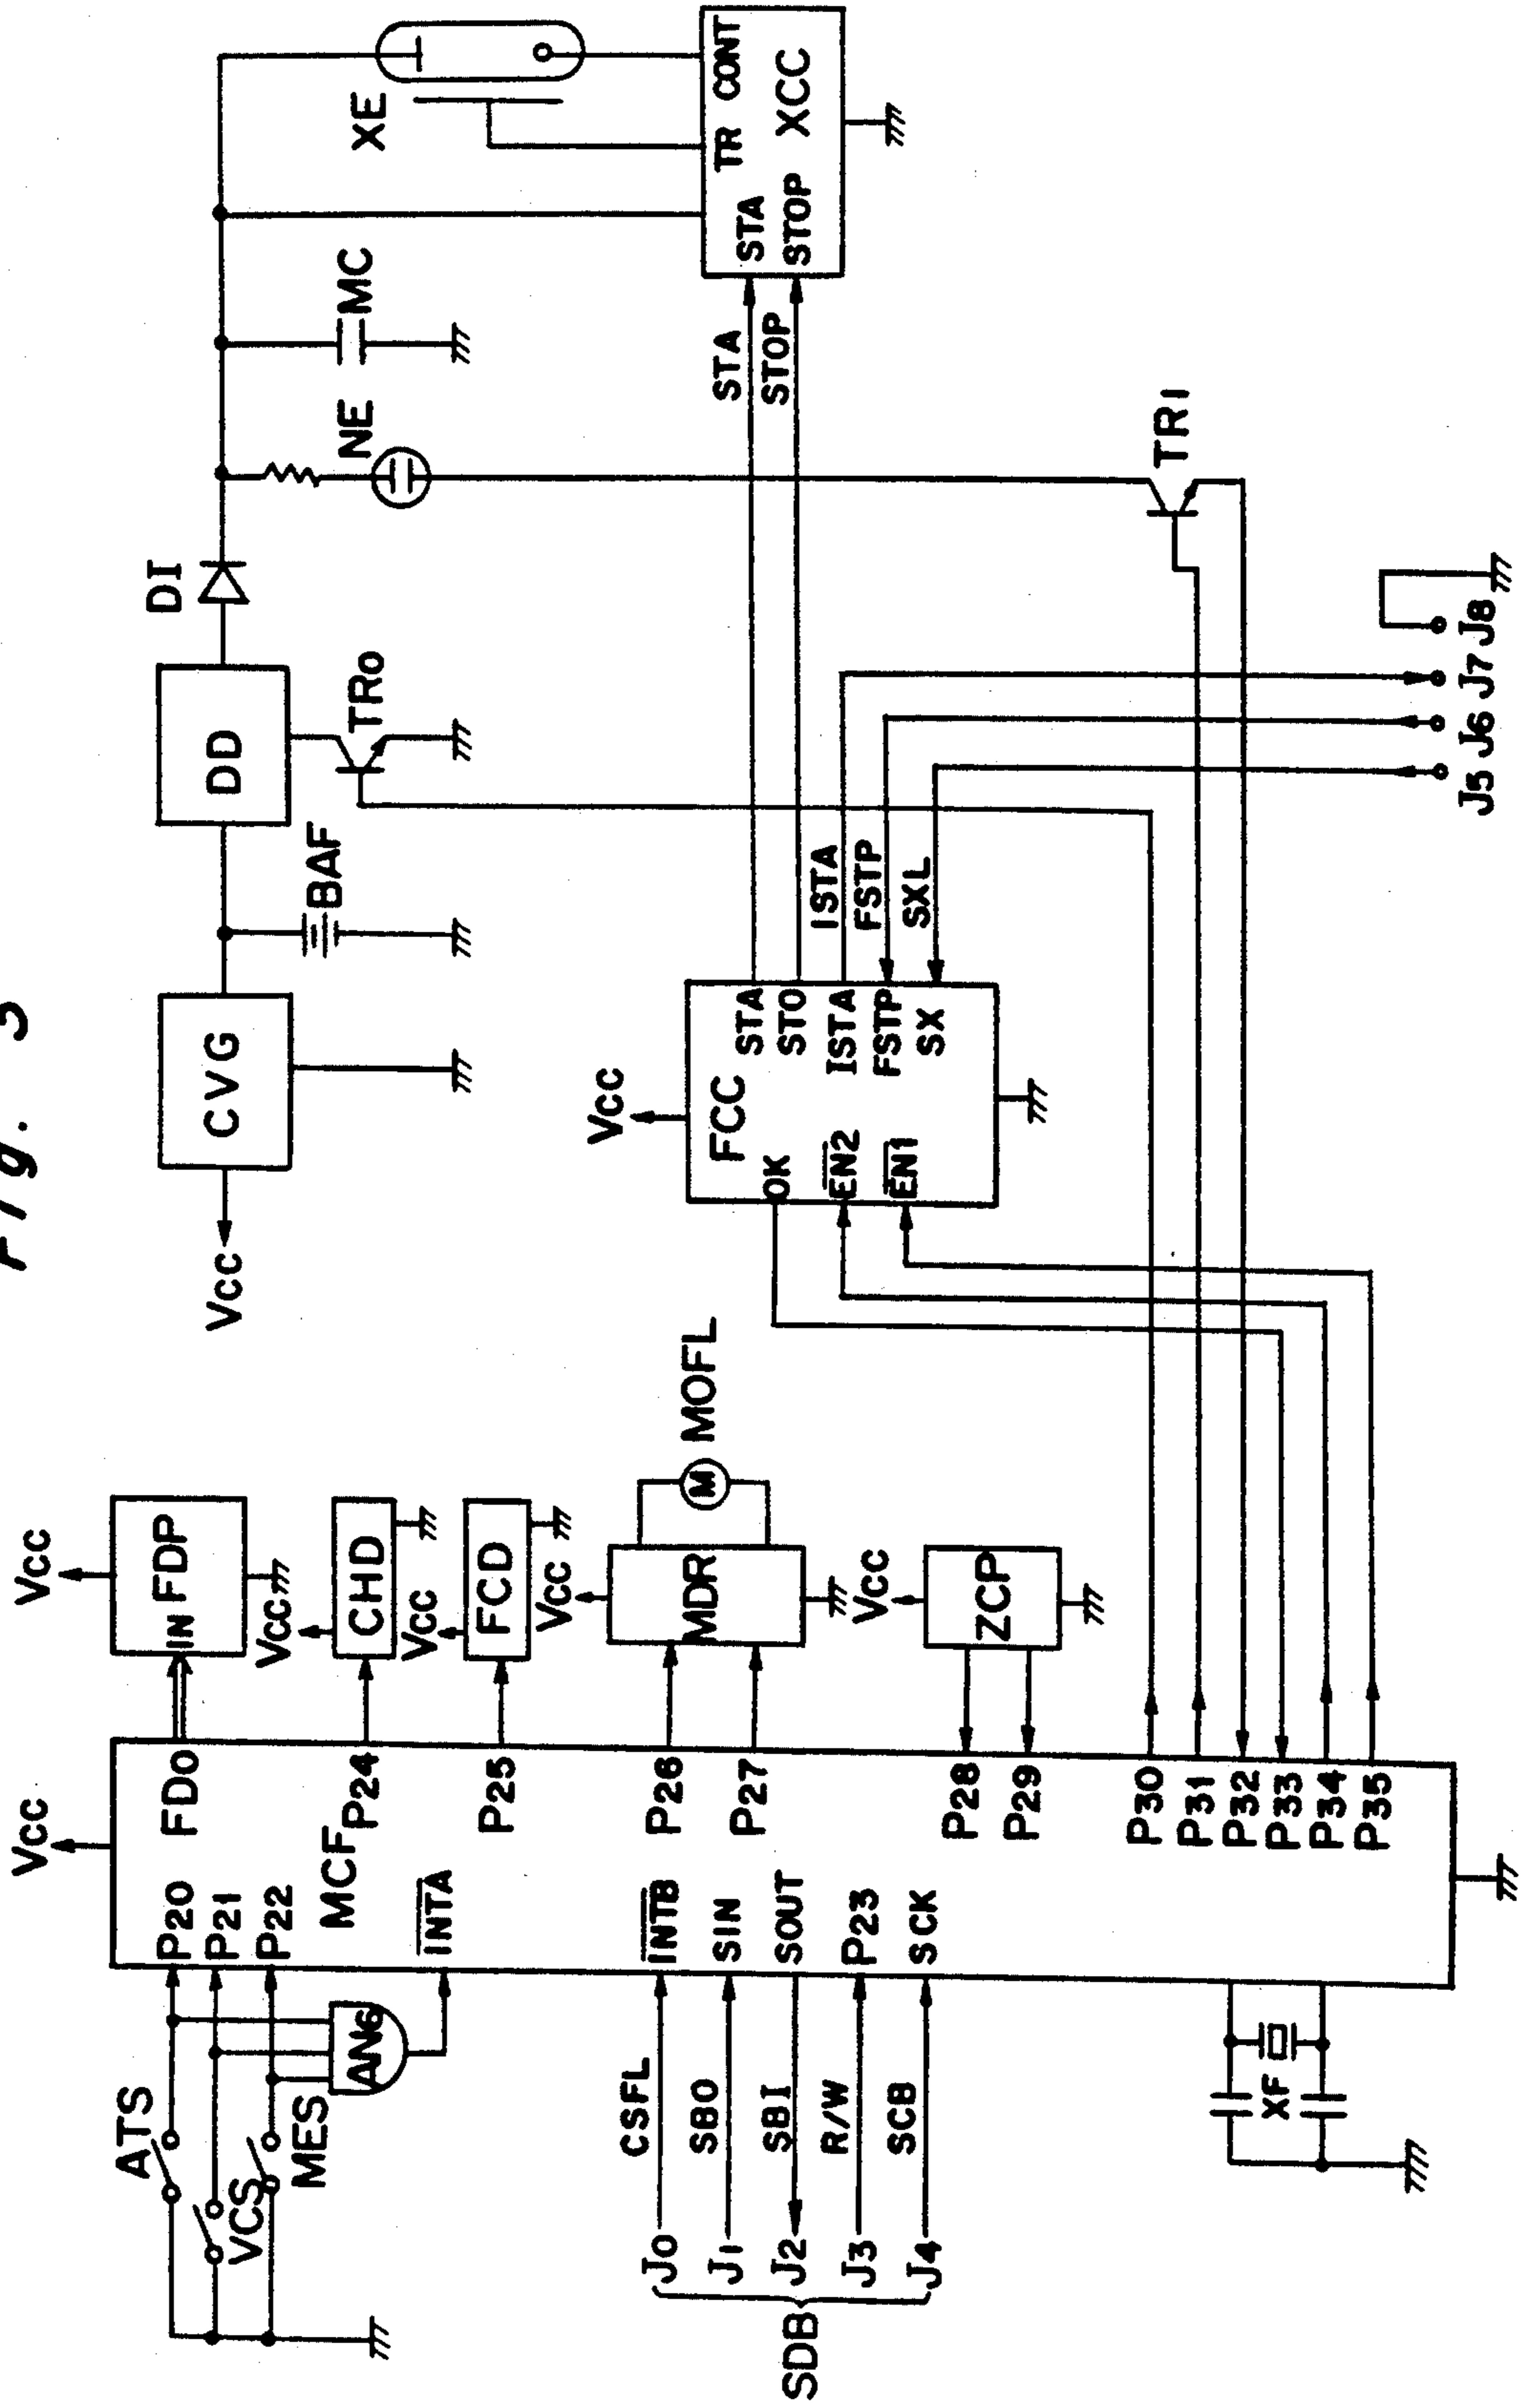 Fig. 3
ATS
VCS
MES
AN6
P20
P21
P22
INTA
MCF
Vcc
FD0
P24
P25
P26
P27
P28
P29
P30
P31
P32
P33
P34
P35
INTB
SIN
SOUT
P23
SCK
CSFL
SBO
SBI
R/W
SCB
J0
J1
J2
J3
J4
SDB
XF
Vcc
IN FDP
Vcc
CHD
Vcc
FCD
Vcc
MDR
M
MOFL
Vcc
ZCP
Vcc
CVG
BAF
DD
TR0
DI
NE
MC
XE
Vcc
FCC
OK
EN2
EN1
STA
STO
ISTA
FSTP
SX
ISTA
FSTP
SXL
STA
STOP
STA
STOP
TR
CONT
XCC
TR1
J5
J6
J7
J8